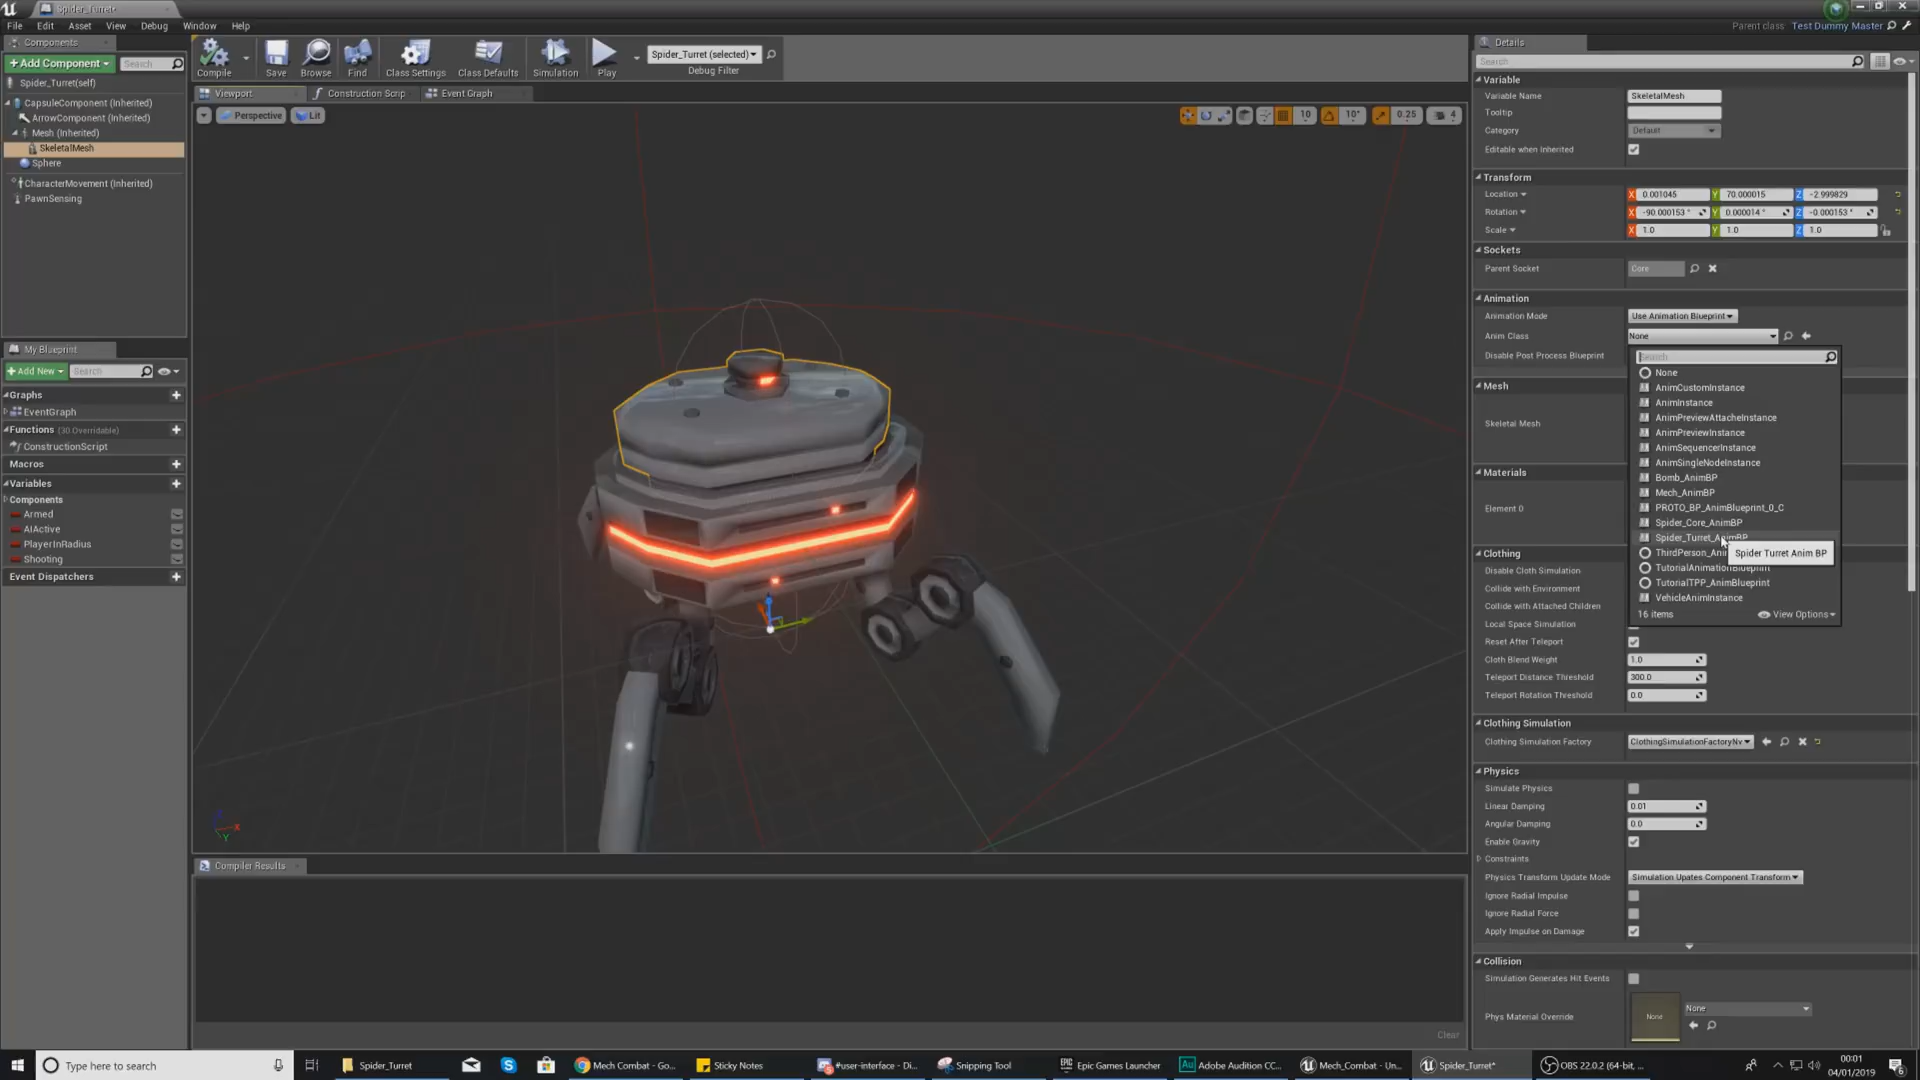 Spider_Turret*
File Edit Asset View Window Debug Help
Parent class: Test Dummy Master
Components
+Add Component
Search
Spider_Turret(self)
CapsuleComponent (Inherited)
ArrowComponent (Inherited)
Mesh (Inherited)
SkeletalMesh
Sphere
CharacterMovement (Inherited)
PawnSensing
My Blueprint
+Add New
Search
Graphs
EventGraph
Functions (30 Overridable)
ConstructionScript
Macros
Variables
Components
Armed
AIActive
PlayerInRadius
Shooting
Event Dispatchers
Compile Save Browse Find Class Settings Class Defaults Simulation Play
Spider_Turret (selected)
Debug Filter
Viewport Construction Scrip Event Graph
Perspective Lit
10 10° 0.25 4
Compiler Results
Clear
Details
Search
Variable
Variable Name SkeletalMesh
Tooltip
Category Default
Editable when Inherited
Transform
Location X 0.001045 Y 70.000015 Z -2.999829
Rotation X -90.000153 ° Y 0.000014 ° Z -0.000153 °
Scale X 1.0 Y 1.0 Z 1.0
Sockets
Parent Socket Core
Animation
Animation Mode Use Animation Blueprint
Anim Class None
Disable Post Process Blueprint
Search
None
AnimCustomInstance
AnimInstance
AnimPreviewAttacheInstance
AnimPreviewInstance
AnimSequencerInstance
AnimSingleNodeInstance
Bomb_AnimBP
Mech_AnimBP
PROTO_BP_AnimBlueprint_0_C
Spider_Core_AnimBP
Spider_Turret_AnimBP
ThirdPerson_Ani
Spider Turret Anim BP
TutorialAnimationBlueprint
TutorialTPP_AnimBlueprint
VehicleAnimInstance
16 items View Options
Mesh
Skeletal Mesh
Materials
Element 0
Clothing
Disable Cloth Simulation
Collide with Environment
Collide with Attached Children
Local Space Simulation
Reset After Teleport
Cloth Blend Weight 1.0
Teleport Distance Threshold 300.0
Teleport Rotation Threshold 0.0
Clothing Simulation
Clothing Simulation Factory ClothingSimulationFactoryNv
Physics
Simulate Physics
Linear Damping 0.01
Angular Damping 0.0
Enable Gravity
Constraints
Physics Transform Update Mode Simulation Upates Component Transform
Ignore Radial Impulse
Ignore Radial Force
Apply Impulse on Damage
Collision
Simulation Generates Hit Events
Phys Material Override None None
Z X Y
Type here to search
Spider_Turret
Mech Combat - Go...
Sticky Notes
#user-interface - Di...
Snipping Tool
EPIC GAMES
Epic Games Launcher
Au
Adobe Audition CC...
Mech_Combat - Un...
Spider_Turret*
OBS 22.0.2 (64-bit, ...
00:01
04/01/2019